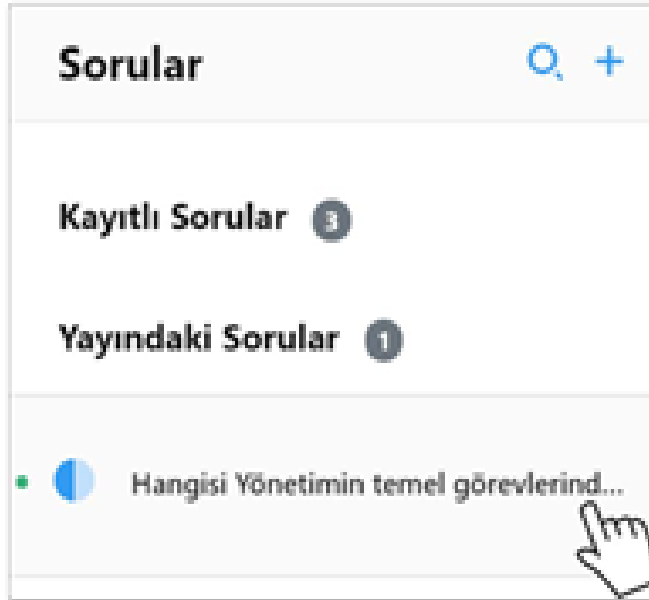 Sorular
Kayıtlı Sorular 3
Yayındaki Sorular 1
Hangisi Yönetimin temel görevlerind...